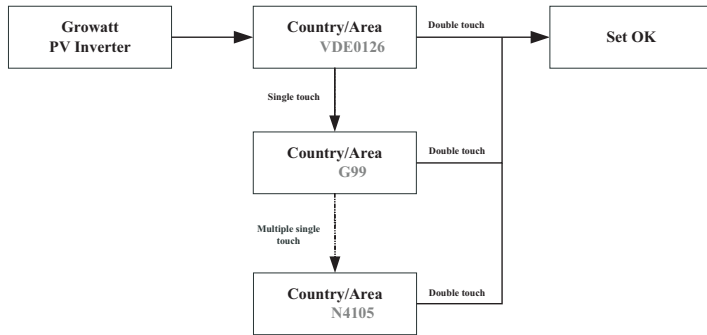 Growatt
PV Inverter
Country/Area
VDE0126
Double touch
Set OK
Single touch
Country/Area
G99
Double touch
Multiple single
touch
Country/Area
N4105
Double touch